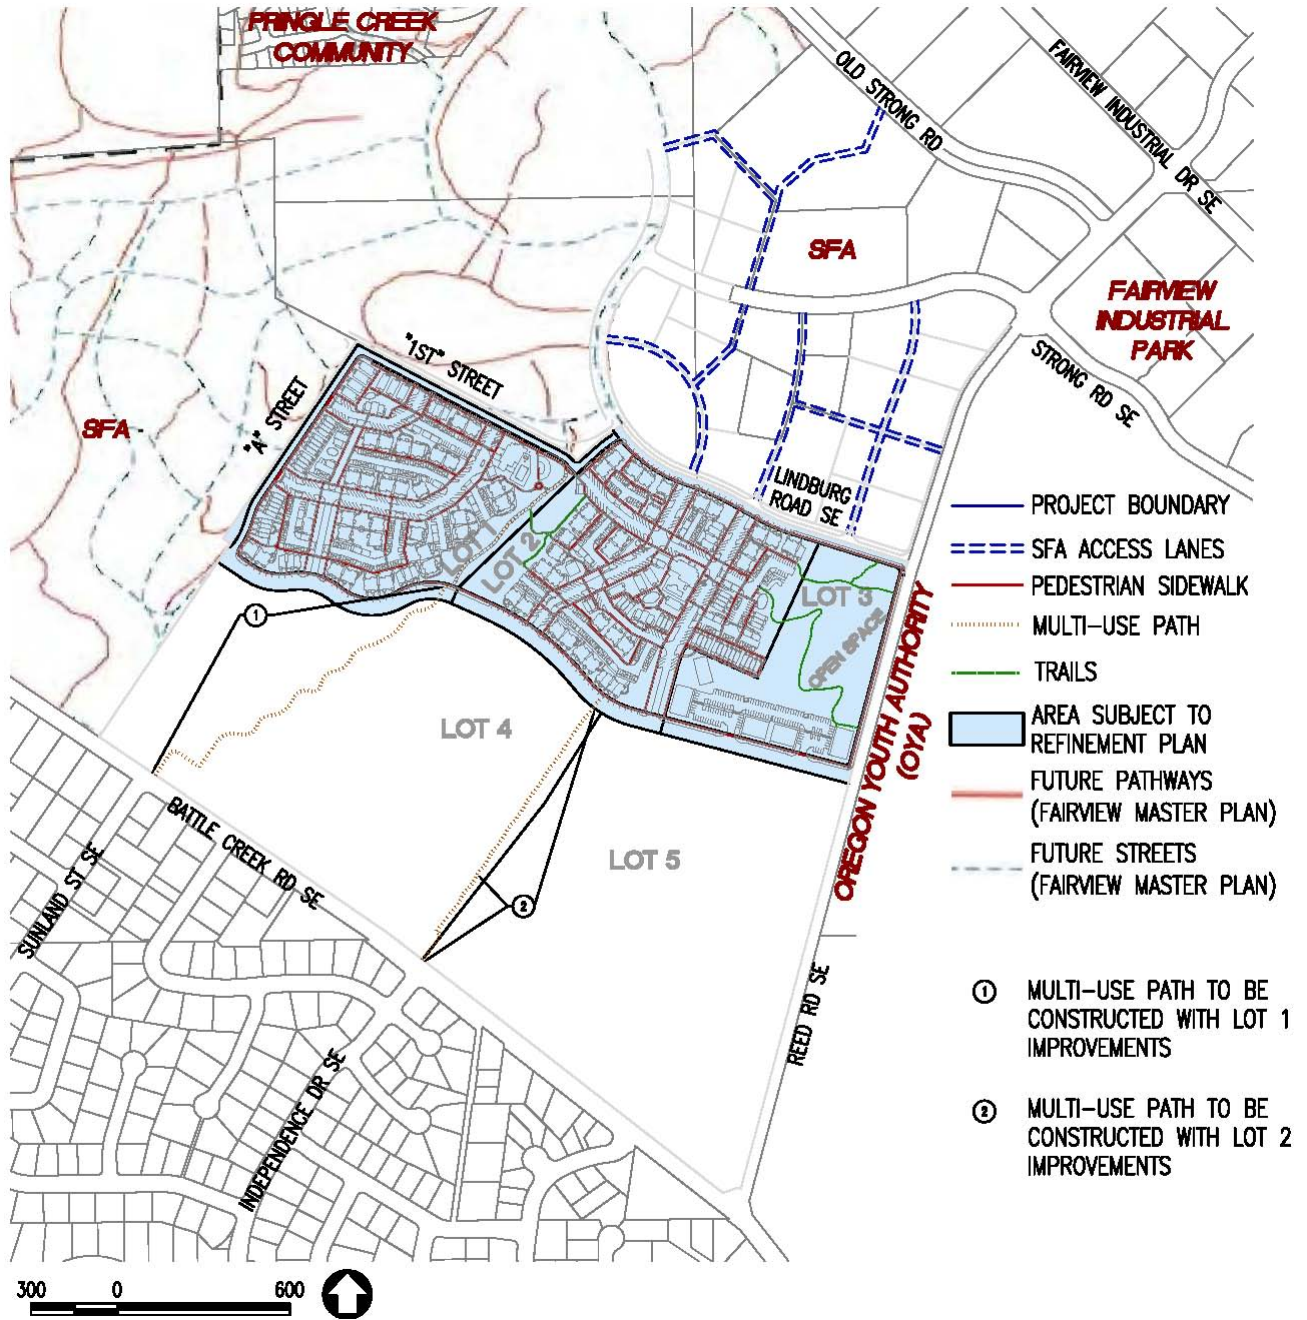 PRINGLE CREEK
COMMUNITY
OLD STRONG RD
FAIRVIEW INDUSTRIAL DR SE
SFA
FAIRVIEW
INDUSTRIAL
PARK
"1ST" STREET
STRONG RD SE
"A" STREET
SFA
LINDBURG
ROAD SE
LOT 1
LOT 2
LOT 3
OPEN SPACE
OREGON YOUTH AUTHORITY
(OYA)
1
LOT 4
LOT 5
BATTLE CREEK RD SE
SUNLAND ST SE
2
REED RD SE
INDEPENDENCE DR SE
PROJECT BOUNDARY
SFA ACCESS LANES
PEDESTRIAN SIDEWALK
MULTI-USE PATH
TRAILS
AREA SUBJECT TO
REFINEMENT PLAN
FUTURE PATHWAYS
(FAIRVIEW MASTER PLAN)
FUTURE STREETS
(FAIRVIEW MASTER PLAN)
1 MULTI-USE PATH TO BE
CONSTRUCTED WITH LOT 1
IMPROVEMENTS
2 MULTI-USE PATH TO BE
CONSTRUCTED WITH LOT 2
IMPROVEMENTS
300 0 600